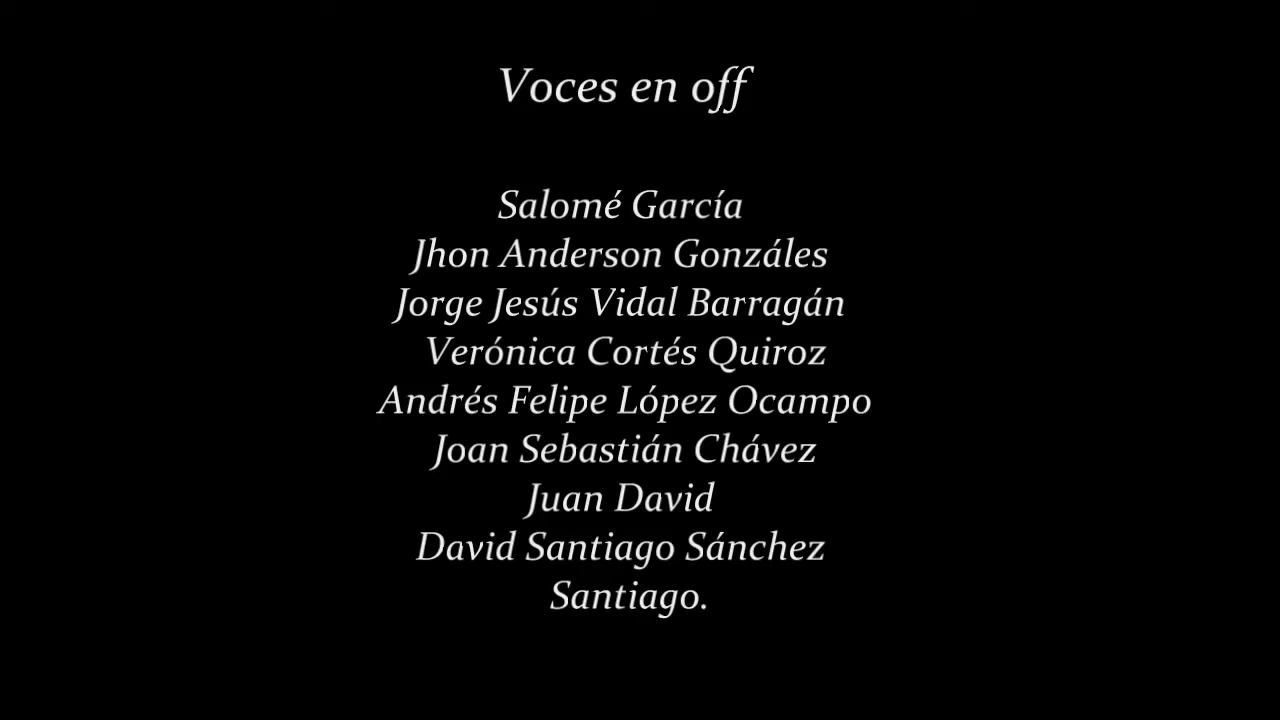 Voces en off
Salomé García
Jhon Anderson Gonzáles
Jorge Jesús Vidal Barragán
Verónica Cortés Quiroz
Andrés Felipe López Ocampo
Joan Sebastián Chávez
Juan David
David Santiago Sánchez
Santiago.